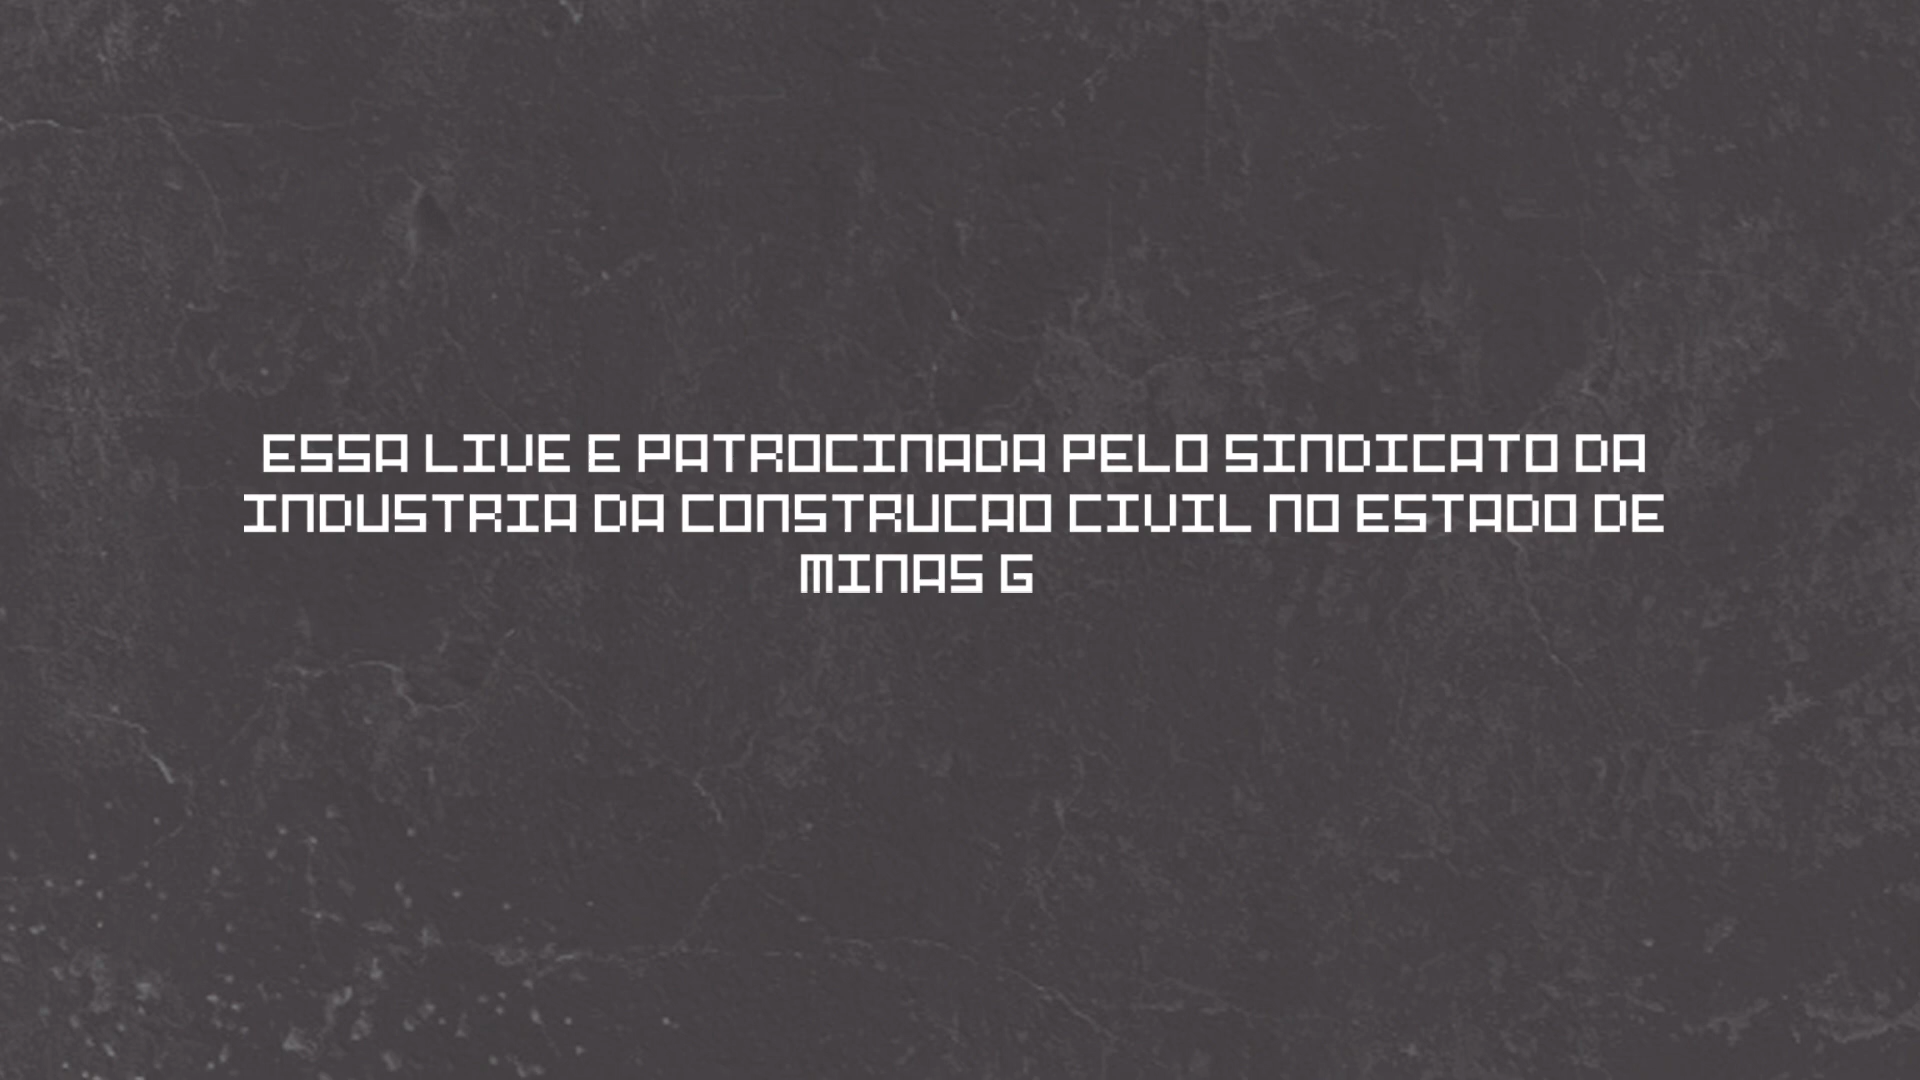 ESSA LIVE E PATROCINADA PELO SINDICATO DA
INDUSTRIA DA CONSTRUCAO CIVIL NO ESTADO DE
MINAS G